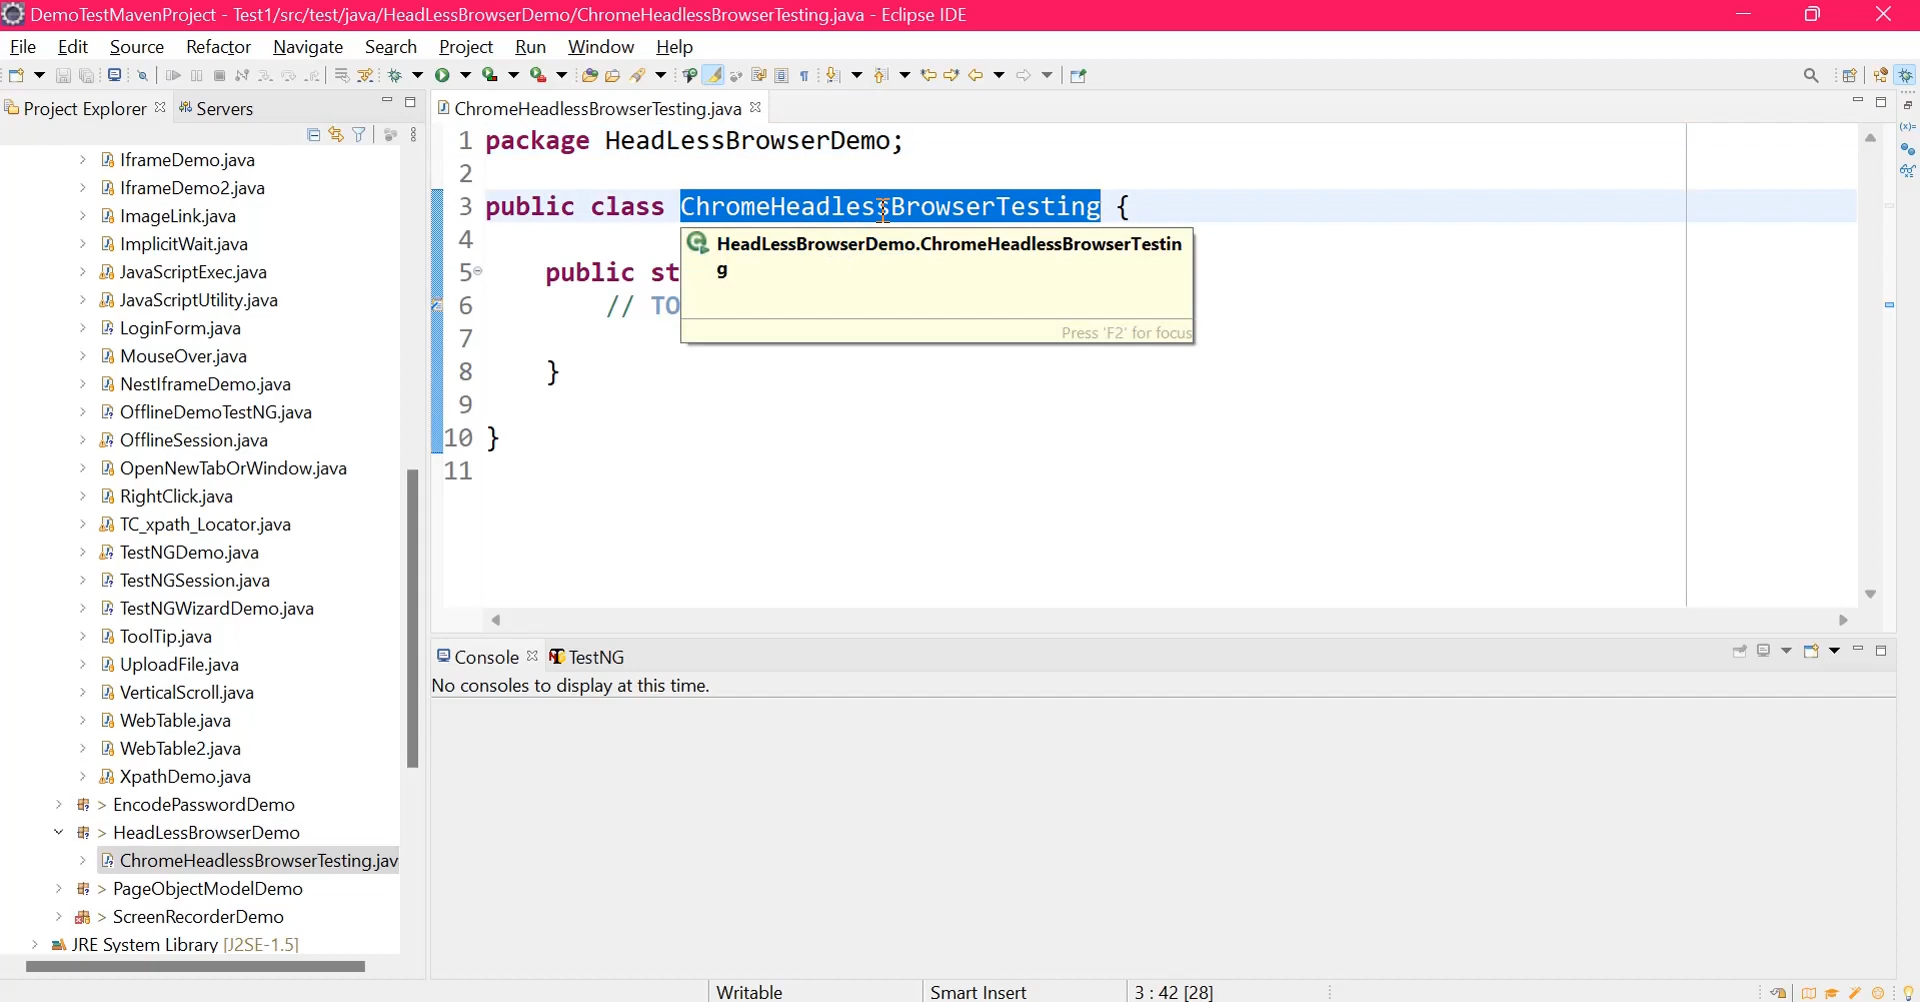 DemoTestMavenProject - Test1/src/test/java/HeadLessBrowserDemo/ChromeHeadlessBrowserTesting.java - Eclipse IDE
File Edit Source Refactor Navigate Search Project Run Window Help
Project Explorer Servers
IframeDemo.java
IframeDemo2.java
ImageLink.java
ImplicitWait.java
JavaScriptExec.java
JavaScriptUtility.java
LoginForm.java
MouseOver.java
NestIframeDemo.java
OfflineDemoTestNG.java
OfflineSession.java
OpenNewTabOrWindow.java
RightClick.java
TC_xpath_Locator.java
TestNGDemo.java
TestNGSession.java
TestNGWizardDemo.java
ToolTip.java
UploadFile.java
VerticalScroll.java
WebTable.java
WebTable2.java
XpathDemo.java
> EncodePasswordDemo
> HeadLessBrowserDemo
ChromeHeadlessBrowserTesting.jav
> PageObjectModelDemo
> ScreenRecorderDemo
JRE System Library [J2SE-1.5]
ChromeHeadlessBrowserTesting.java
1 package HeadLessBrowserDemo;
2
3 public class ChromeHeadlessBrowserTesting {
4
5 public st
6 // TO
7
8 }
9
10 }
11
HeadLessBrowserDemo.ChromeHeadlessBrowserTestin
g
Press 'F2' for focus
Console TestNG
No consoles to display at this time.
Writable Smart Insert 3 : 42 [28]